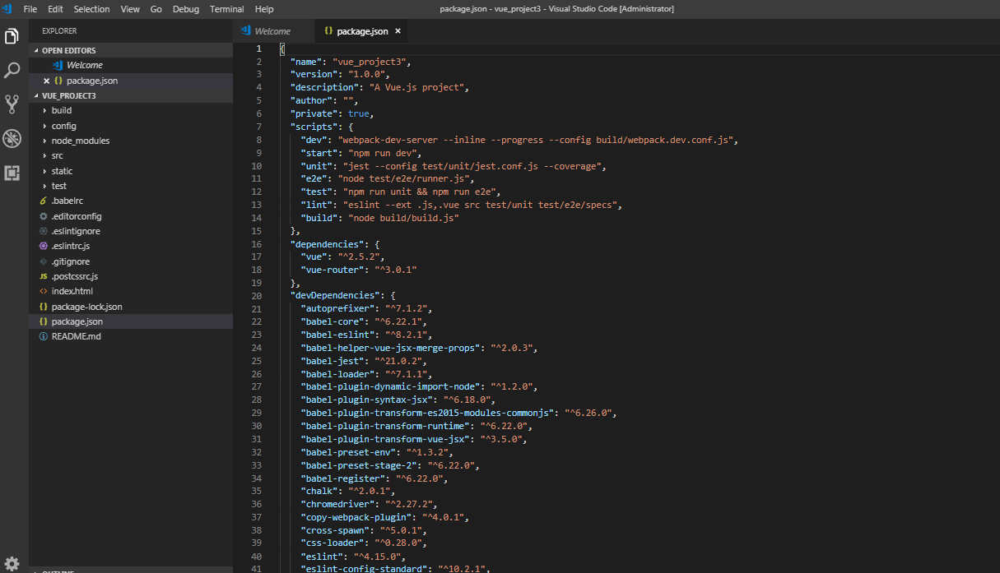 File Edit Selection View Go Debug Terminal Help package.json - vue_project3 - Visual Studio Code [Administrator]
EXPLORER
OPEN EDITORS
Welcome
package.json
VUE_PROJECT3
build
config
node_modules
src
static
test
.babelrc
.editorconfig
.eslintignore
.eslintrc.js
.gitignore
JS .postcssrc.js
index.html
package-lock.json
package.json
README.md
OUTLINE
Welcome {} package.json ×
1 {
2 "name": "vue_project3",
3 "version": "1.0.0",
4 "description": "A Vue.js project",
5 "author": "",
6 "private": true,
7 "scripts": {
8 "dev": "webpack-dev-server --inline --progress --config build/webpack.dev.conf.js",
9 "start": "npm run dev",
10 "unit": "jest --config test/unit/jest.conf.js --coverage",
11 "e2e": "node test/e2e/runner.js",
12 "test": "npm run unit && npm run e2e",
13 "lint": "eslint --ext .js,.vue src test/unit test/e2e/specs",
14 "build": "node build/build.js"
15 },
16 "dependencies": {
17 "vue": "^2.5.2",
18 "vue-router": "^3.0.1"
19 },
20 "devDependencies": {
21 "autoprefixer": "^7.1.2",
22 "babel-core": "^6.22.1",
23 "babel-eslint": "^8.2.1",
24 "babel-helper-vue-jsx-merge-props": "^2.0.3",
25 "babel-jest": "^21.0.2",
26 "babel-loader": "^7.1.1",
27 "babel-plugin-dynamic-import-node": "^1.2.0",
28 "babel-plugin-syntax-jsx": "^6.18.0",
29 "babel-plugin-transform-es2015-modules-commonjs": "^6.26.0",
30 "babel-plugin-transform-runtime": "^6.22.0",
31 "babel-plugin-transform-vue-jsx": "^3.5.0",
32 "babel-preset-env": "^1.3.2",
33 "babel-preset-stage-2": "^6.22.0",
34 "babel-register": "^6.22.0",
35 "chalk": "^2.0.1",
36 "chromedriver": "^2.27.2",
37 "copy-webpack-plugin": "^4.0.1",
38 "cross-spawn": "^5.0.1",
39 "css-loader": "^0.28.0",
40 "eslint": "^4.15.0",
41 "eslint-config-standard": "^10.2.1",